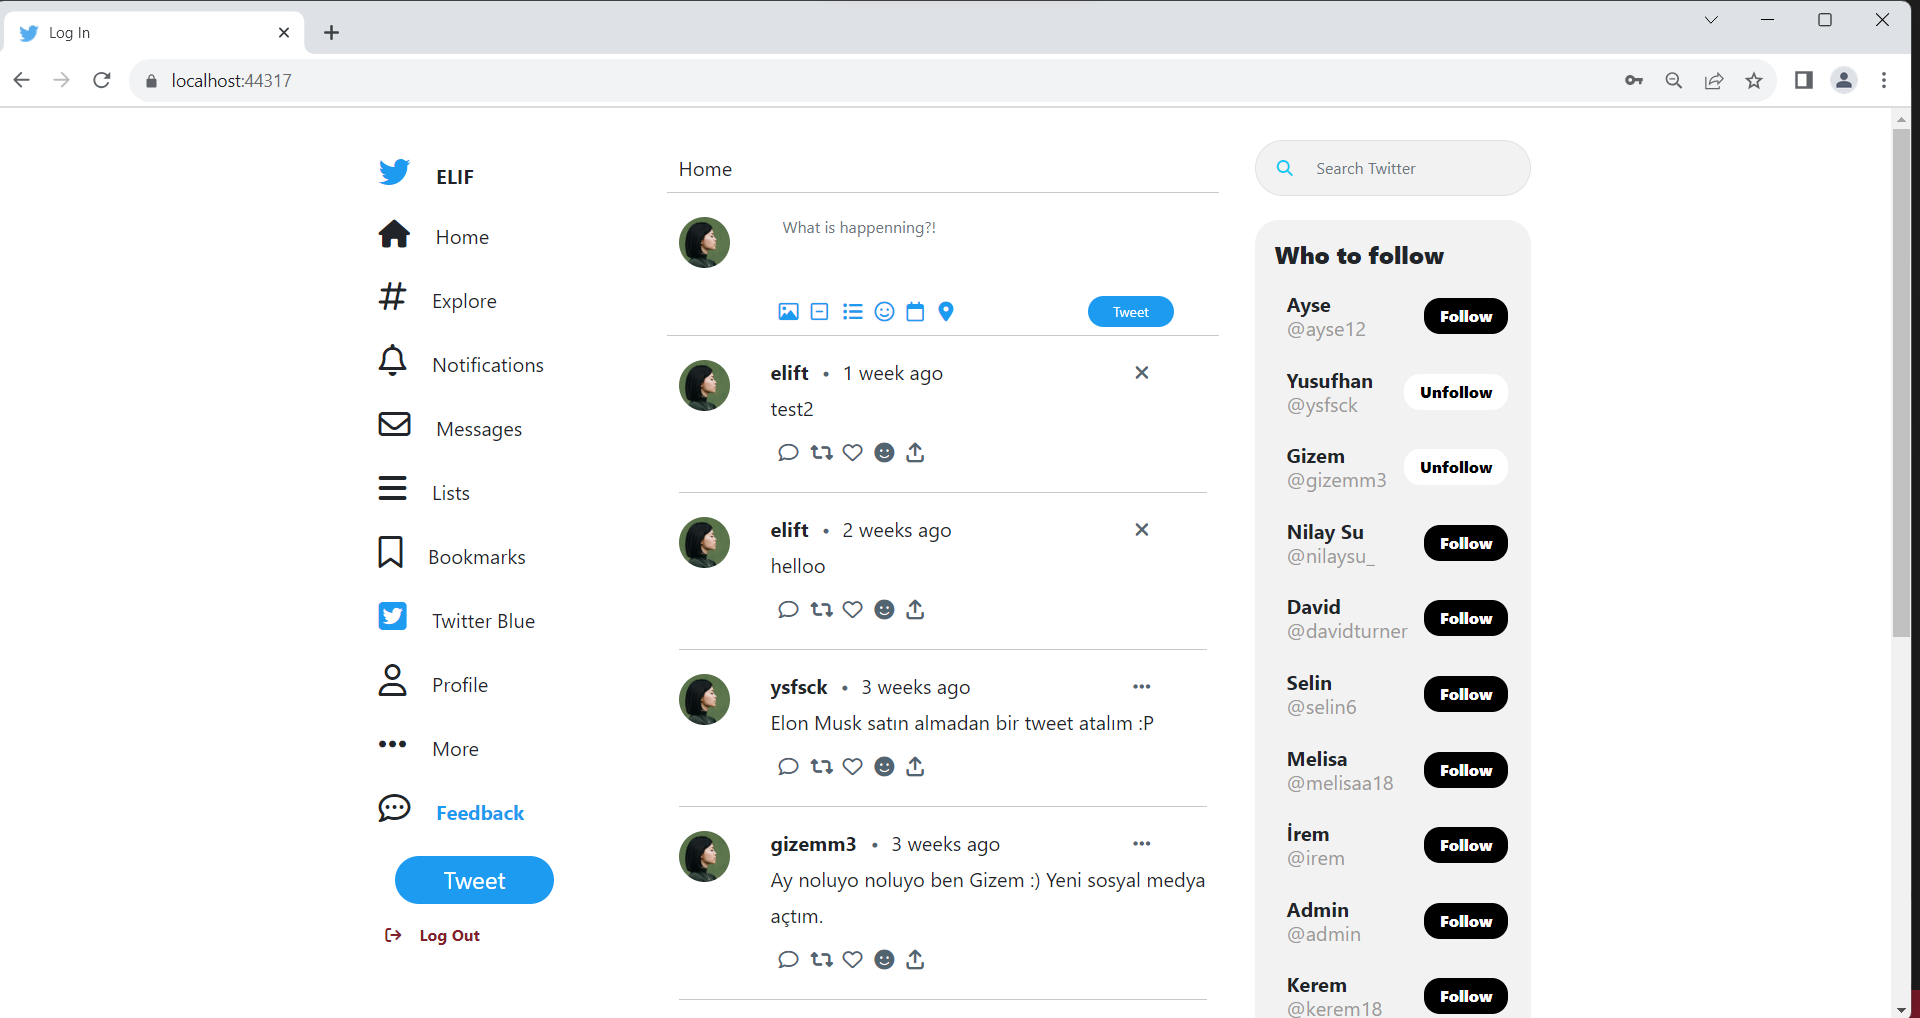 Log In
localhost:44317
ELIF
Home
Explore
Notifications
Messages
Lists
Bookmarks
Twitter Blue
Profile
More
Feedback
Tweet
Log Out
Home
What is happenning?!
Tweet
elift • 1 week ago
test2
elift • 2 weeks ago
helloo
ysfsck • 3 weeks ago
Elon Musk satın almadan bir tweet atalım :P
gizemm3 • 3 weeks ago
Ay noluyo noluyo ben Gizem :) Yeni sosyal medya
açtım.
Search Twitter
Who to follow
Ayse
@ayse12
Follow
Yusufhan
@ysfsck
Unfollow
Gizem
@gizemm3
Unfollow
Nilay Su
@nilaysu_
Follow
David
@davidturner
Follow
Selin
@selin6
Follow
Melisa
@melisaa18
Follow
İrem
@irem
Follow
Admin
@admin
Follow
Kerem
@kerem18
Follow